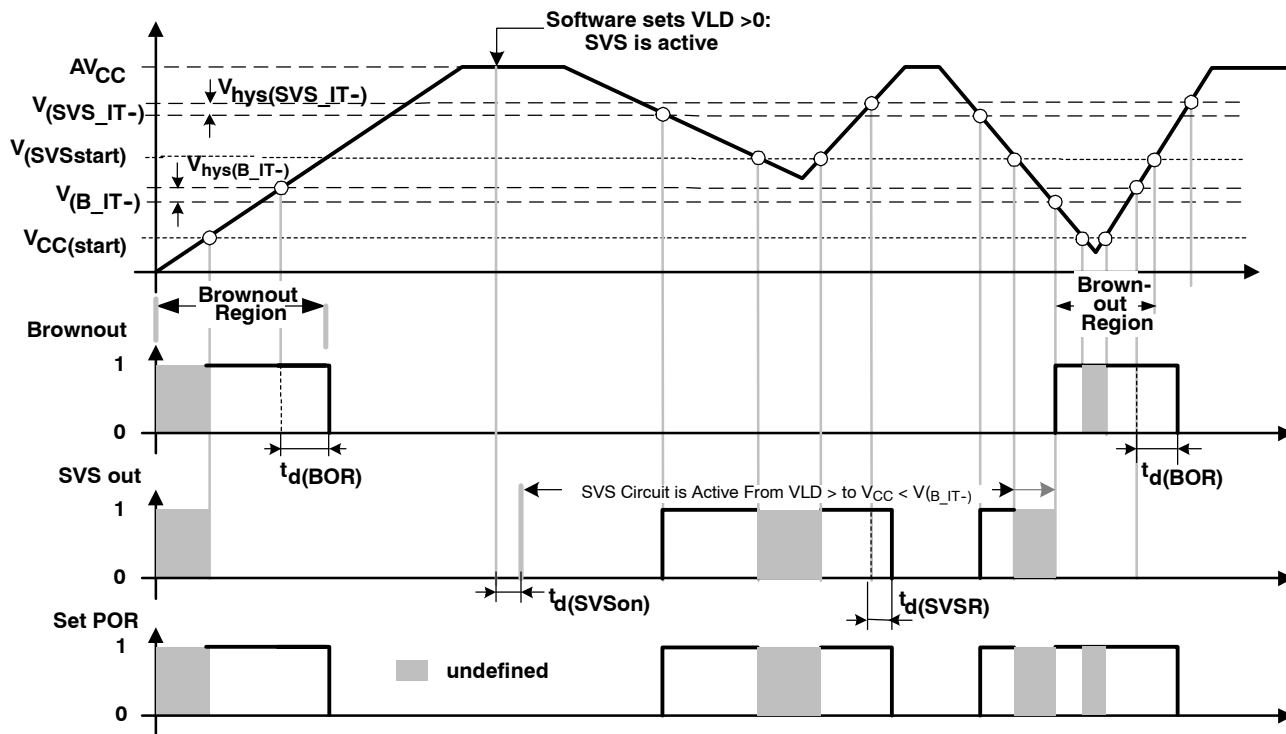 Software sets VLD >0:
SVS is active
AVCC
Vhys(SVS_IT-)
V(SVS_IT-)
V(SVSstart)
Vhys(B_IT-)
V(B_IT-)
VCC(start)
Brownout
Region
Brown-
out
Region
Brownout
1
0
td(BOR)
td(BOR)
SVS out
SVS Circuit is Active From VLD > to VCC < V(B_IT-)
1
0
td(SVSon)
td(SVSR)
Set POR
1
undefined
0